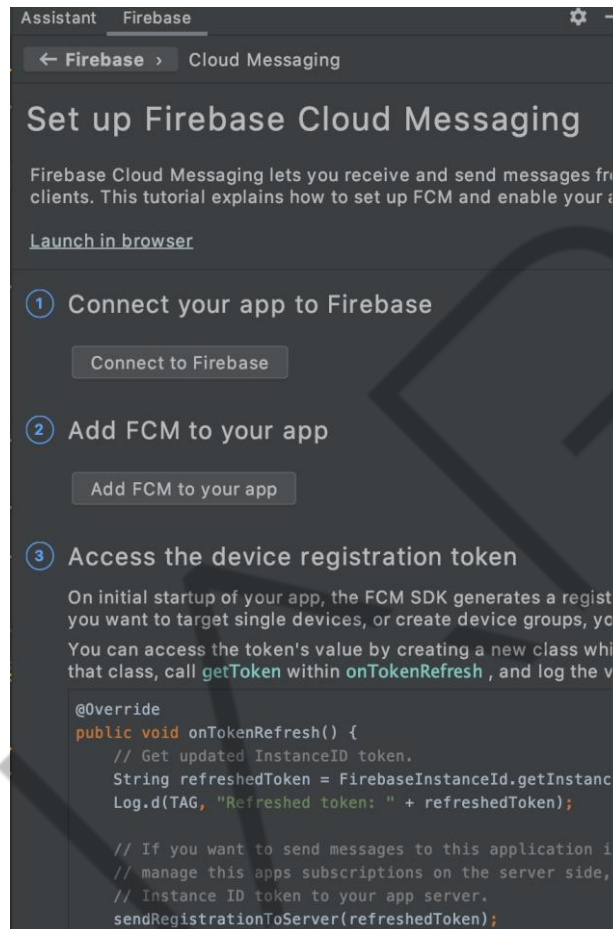 Assistant Firebase
← Firebase › Cloud Messaging
Set up Firebase Cloud Messaging
Firebase Cloud Messaging lets you receive and send messages
clients. This tutorial explains how to set up FCM and enable your
Launch in browser
1 Connect your app to Firebase
Connect to Firebase
2 Add FCM to your app
Add FCM to your app
3 Access the device registration token
On initial startup of your app, the FCM SDK generates a
you want to target single devices, or create device groups,
You can access the token's value by creating a new class
that class, call getToken within onTokenRefresh , and log the
@Override
public void onTokenRefresh() {
// Get updated InstanceID token.
String refreshedToken = FirebaseInstanceId.
Log.d(TAG, "Refreshed token: " + refreshedToken);
// If you want to send messages to this application
// manage this apps subscriptions on the server side,
// Instance ID token to your app server.
sendRegistrationToServer(refreshedToken);